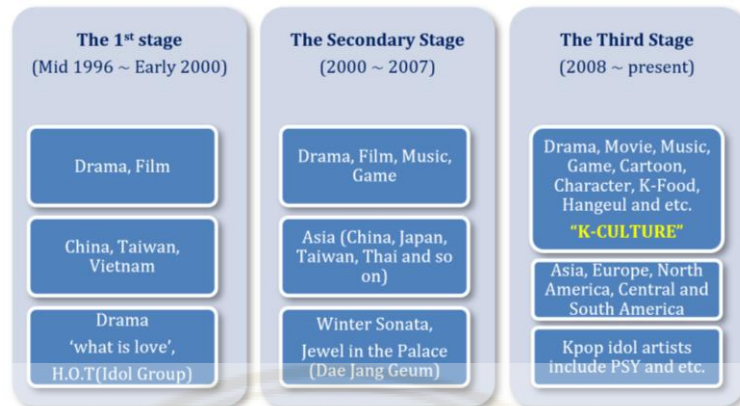 The 1st stage
(Mid 1996 ~ Early 2000)
Drama, Film
China, Taiwan,
Vietnam
Drama
‘what is love’,
H.O.T(Idol Group)
The Secondary Stage
(2000 ~ 2007)
Drama, Film, Music,
Game
Asia (China, Japan,
Taiwan, Thai and so
on)
Winter Sonata,
Jewel in the Palace
(Dae Jang Geum)
The Third Stage
(2008 ~ present)
Drama, Movie, Music,
Game, Cartoon,
Character, K-Food,
Hangeul and etc.
“K-CULTURE”
Asia, Europe, North
America, Central and
South America
Kpop idol artists
include PSY and etc.